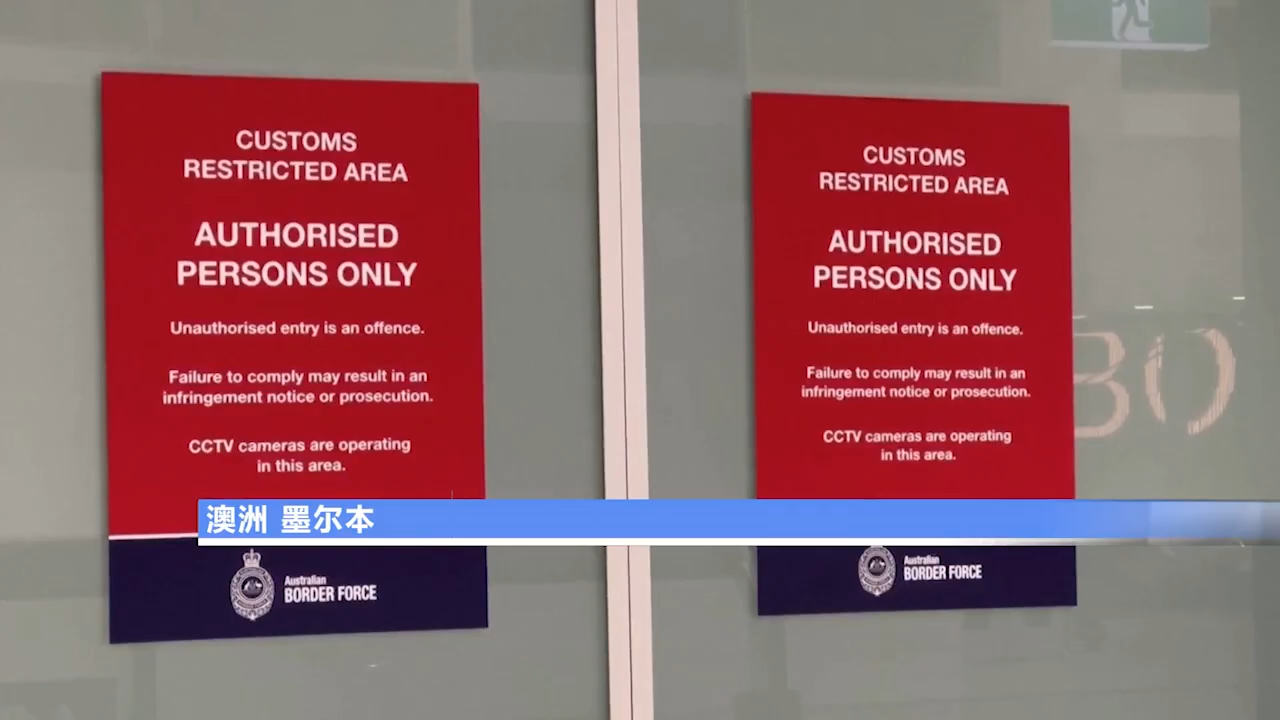 CUSTOMS
RESTRICTED AREA
AUTHORISED
PERSONS ONLY
Unauthorised entry is an offence.
Failure to comply may result in an
infringement notice or prosecution.
CCTV cameras are operating
in this area.
Australian
BORDER FORCE
CUSTOMS
RESTRICTED AREA
AUTHORISED
PERSONS ONLY
Unauthorised entry is an offence.
Failure to comply may result in an
infringement notice or prosecution.
CCTV cameras are operating
in this area.
Australian
BORDER FORCE
澳洲 墨尔本